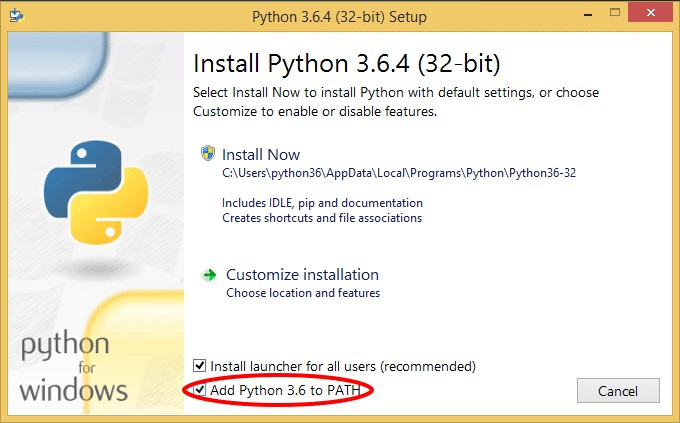 Python 3.6.4 (32-bit) Setup
Install Python 3.6.4 (32-bit)
Select Install Now to install Python with default settings, or choose
Customize to enable or disable features.
Install Now
C:\Users\python36\AppData\Local\Programs\Python\Python36-32
Includes IDLE, pip and documentation
Creates shortcuts and file associations
Customize installation
Choose location and features
python
for
windows
Install launcher for all users (recommended)
Add Python 3.6 to PATH
Cancel